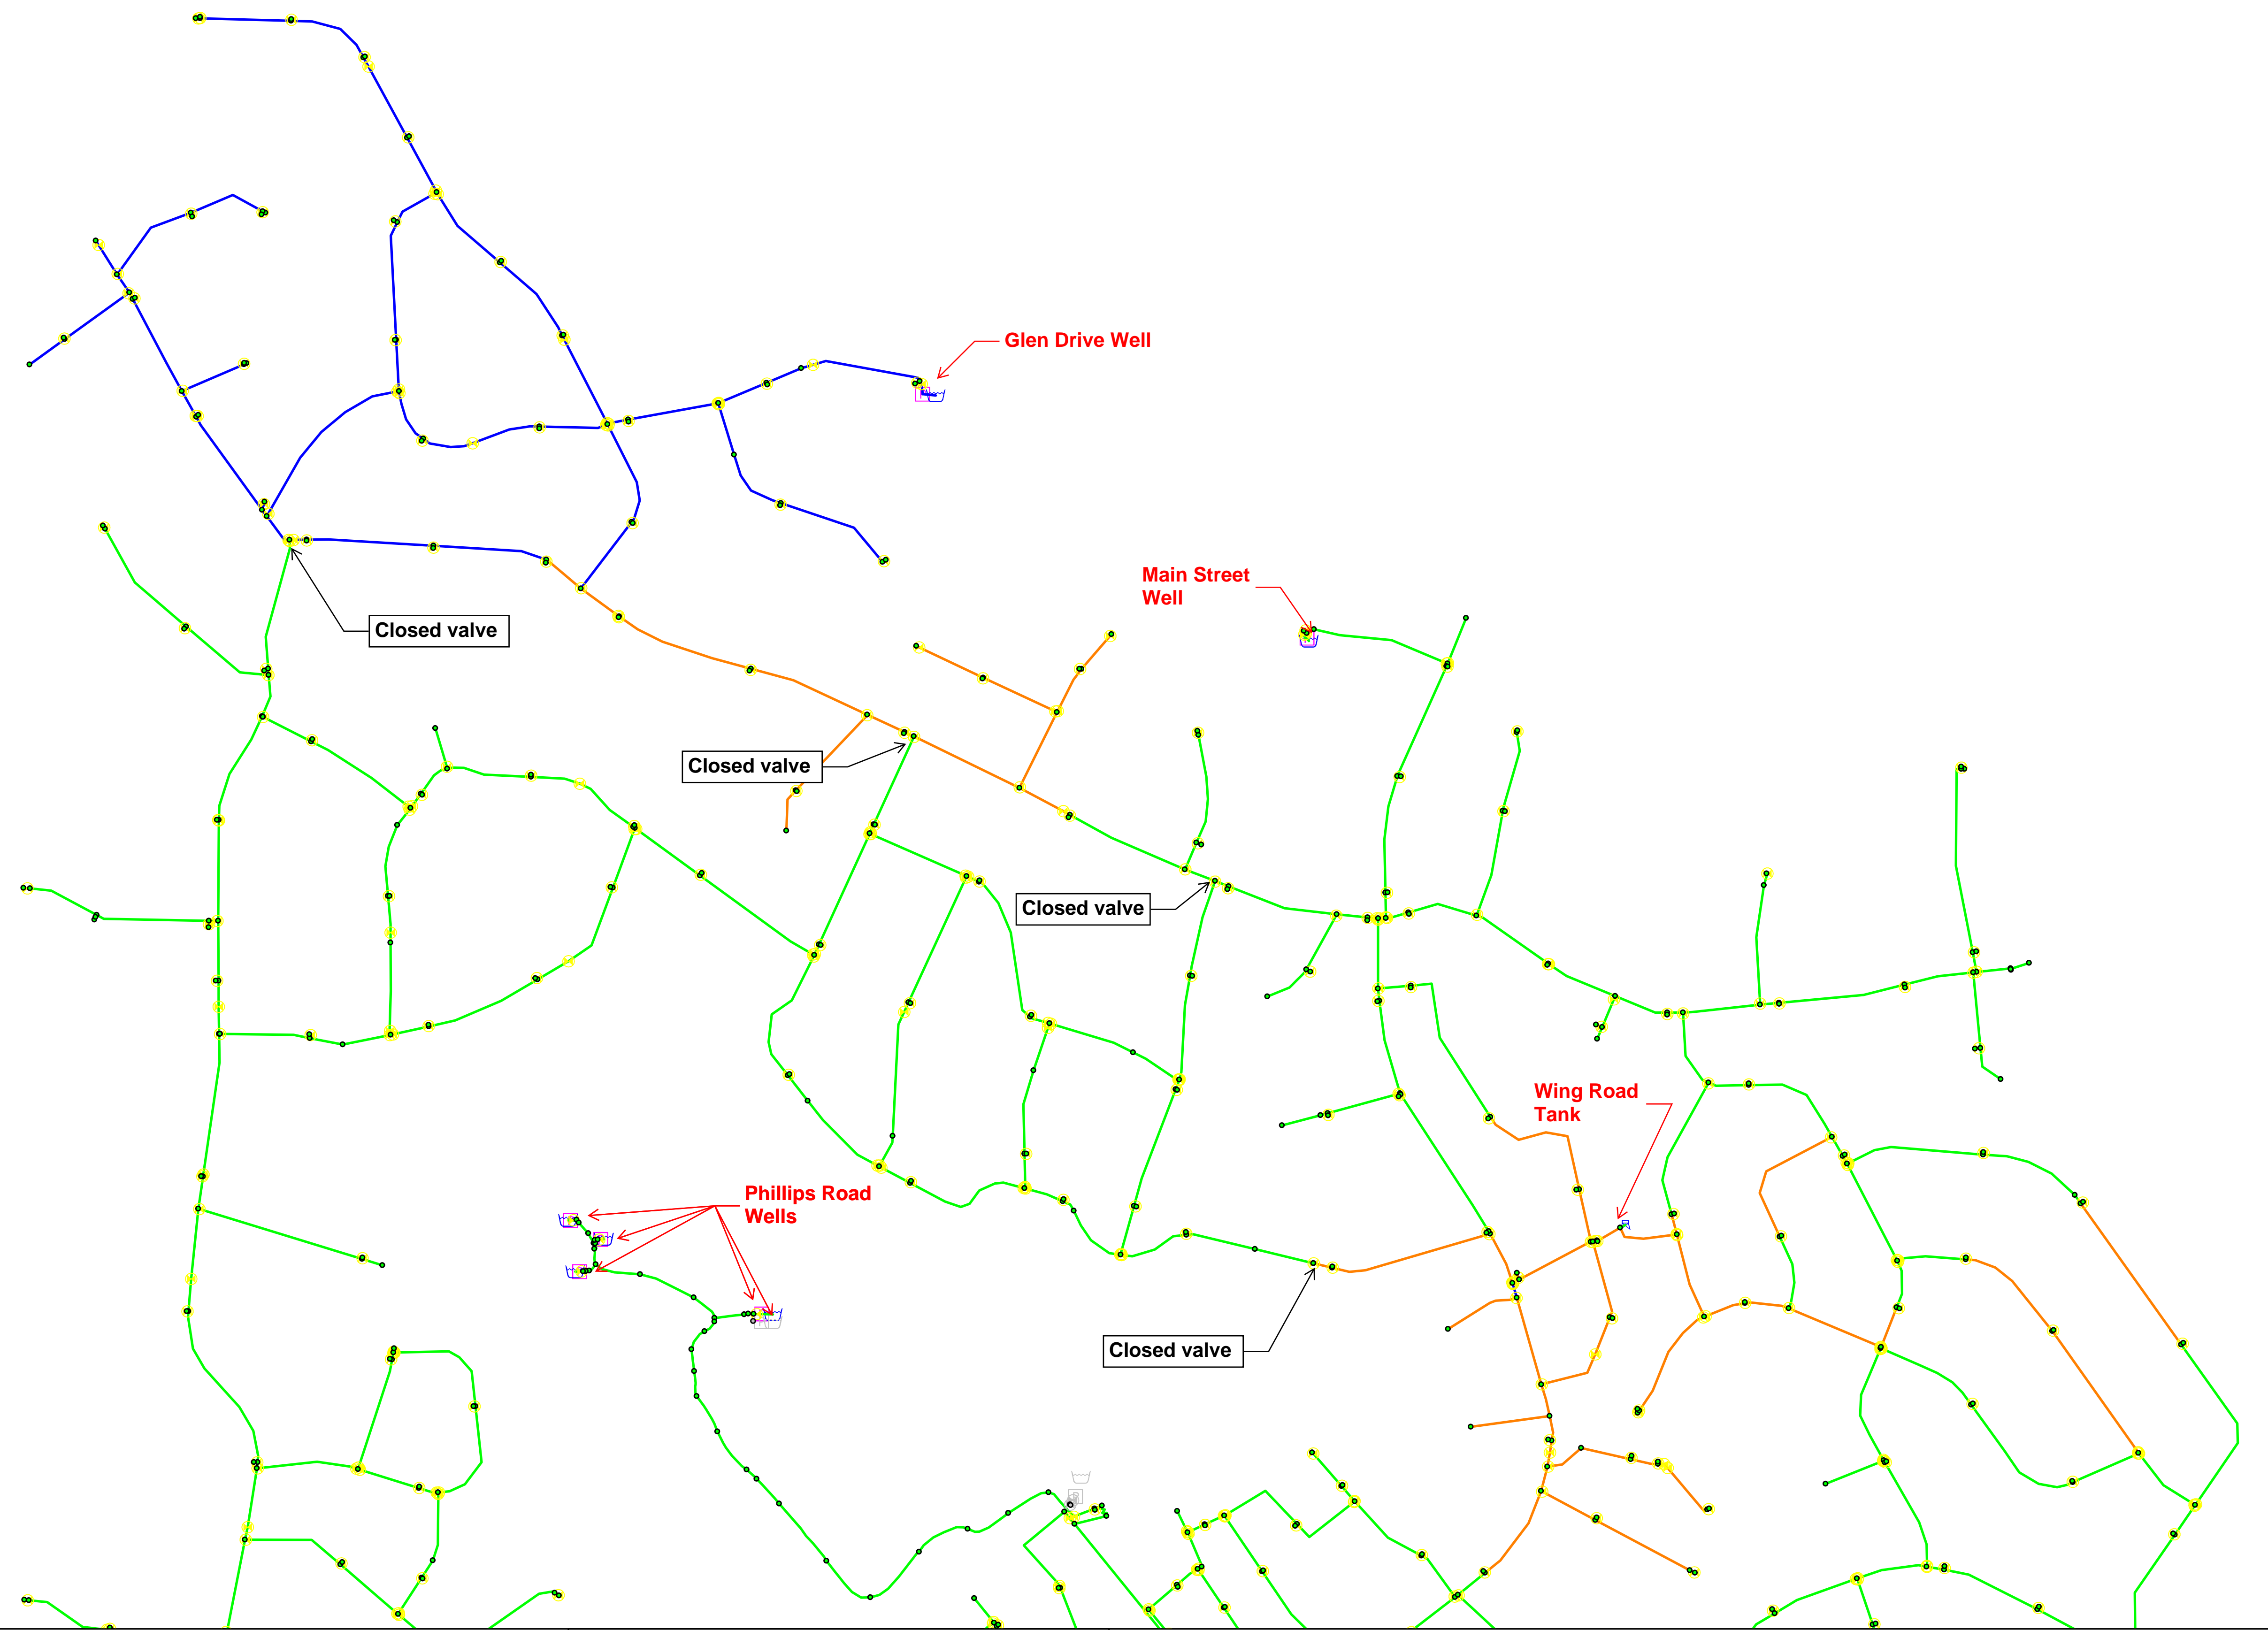 Glen Drive Well
Main Street
Well
Closed valve
Closed valve
Closed valve
Wing Road
Tank
Phillips Road
Wells
Closed valve